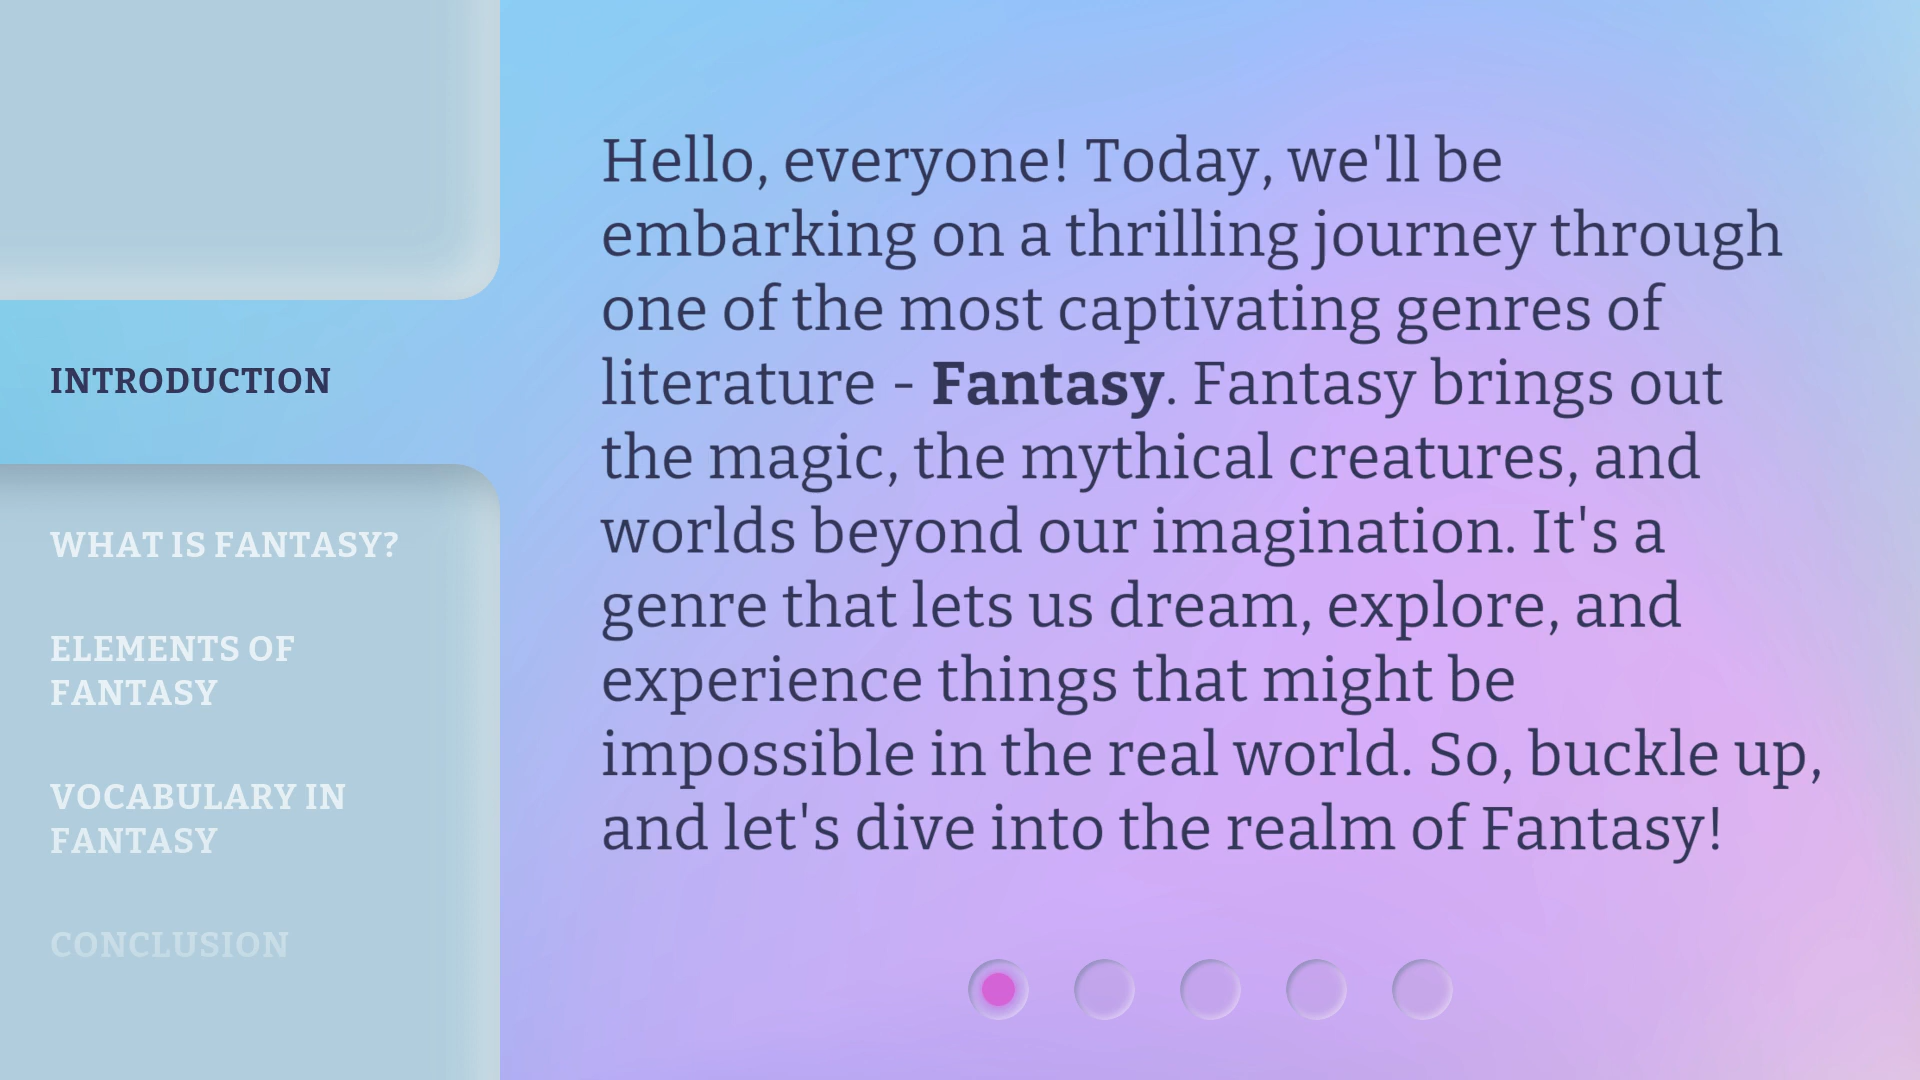 INTRODUCTION
WHAT IS FANTASY?
ELEMENTS OF
FANTASY
VOCABULARY IN
FANTASY
CONCLUSION
Hello, everyone! Today, we'll be
embarking on a thrilling journey through
one of the most captivating genres of
literature - Fantasy. Fantasy brings out
the magic, the mythical creatures, and
worlds beyond our imagination. It's a
genre that lets us dream, explore, and
experience things that might be
impossible in the real world. So, buckle up,
and let's dive into the realm of Fantasy!